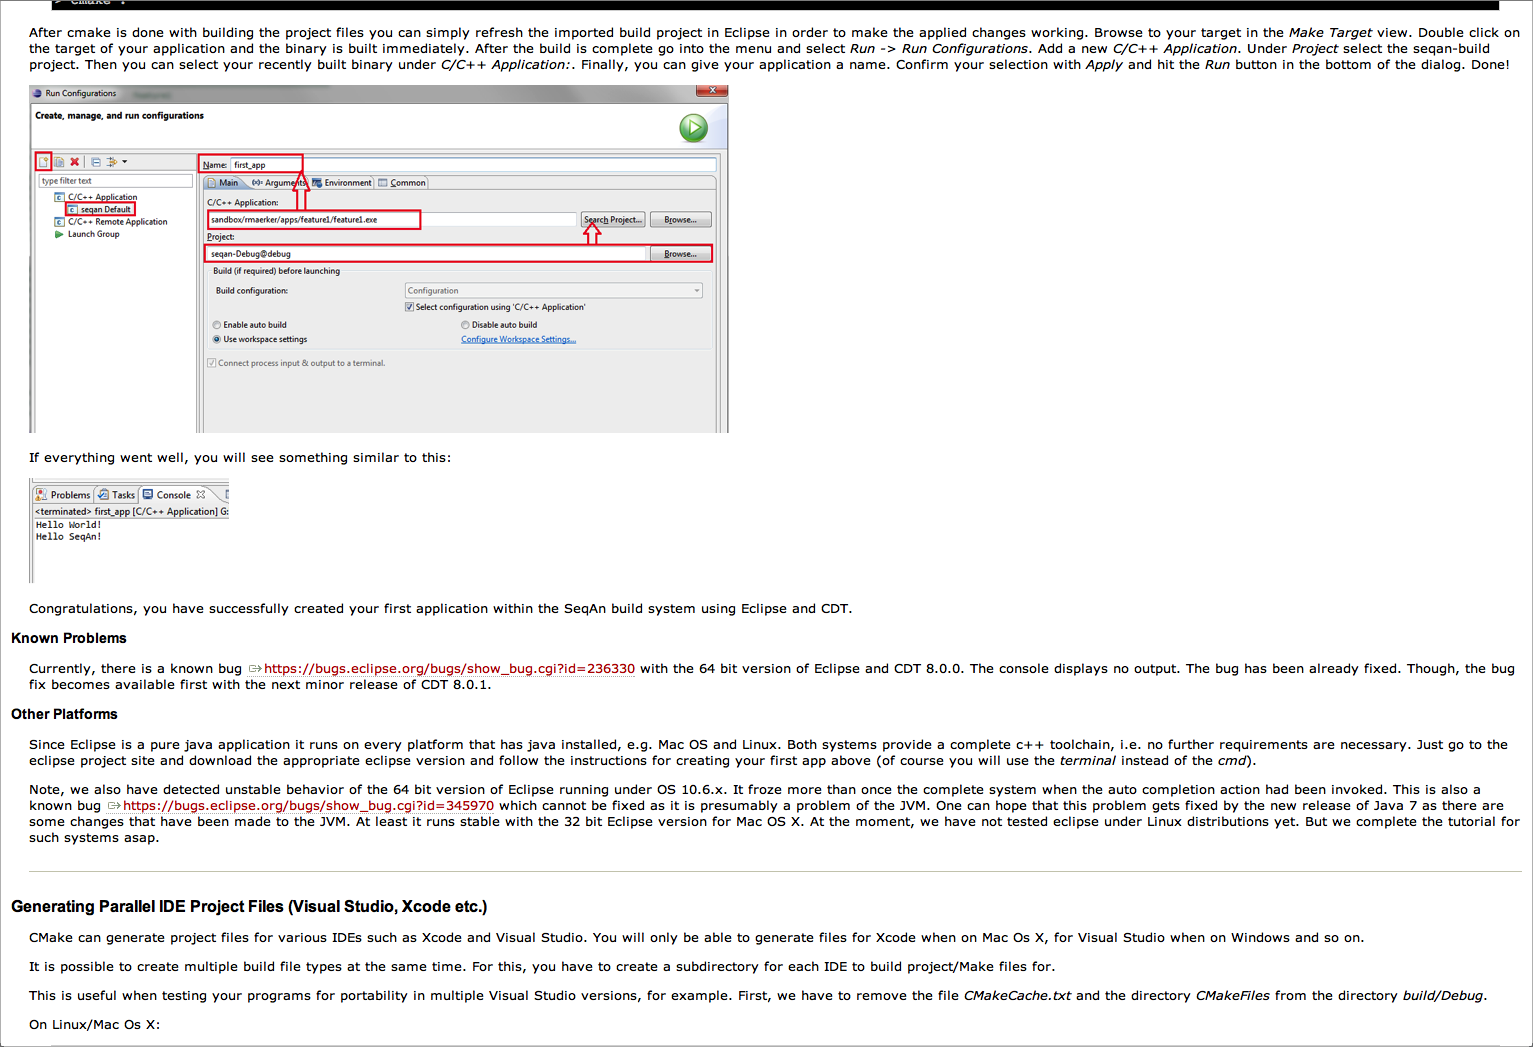 After cmake is done with building the project files you can simply refresh the imported build project in Eclipse in order to make the applied changes working. Browse to your target in the Make Target view. Double click on
the target of your application and the binary is built immediately. After the build is complete go into the menu and select Run -> Run Configurations. Add a new C/C++ Application. Under Project select the seqan-build
project. Then you can select your recently built binary under C/C++ Application:. Finally, you can give your application a name. Confirm your selection with Apply and hit the Run button in the bottom of the dialog. Done!
Run Configurations
Create, manage, and run configurations
Name: first_app
type filter text
Main (x)= Arguments Environment Common
C/C++ Application
seqan Default
C/C++ Remote Application
Launch Group
C/C++ Application:
sandbox/rmaerker/apps/feature1/feature1.exe Search Project... Browse...
Project:
seqan-Debug@debug Browse...
Build (if required) before launching
Build configuration: Configuration
Select configuration using 'C/C++ Application'
Enable auto build Disable auto build
Use workspace settings Configure Workspace Settings...
Connect process input & output to a terminal.
If everything went well, you will see something similar to this:
Problems Tasks Console
<terminated> first_app [C/C++ Application] G:
Hello World!
Hello SeqAn!
Congratulations, you have successfully created your first application within the SeqAn build system using Eclipse and CDT.
Known Problems
Currently, there is a known bug https://bugs.eclipse.org/bugs/show_bug.cgi?id=236330 with the 64 bit version of Eclipse and CDT 8.0.0. The console displays no output. The bug has been already fixed. Though, the bug
fix becomes available first with the next minor release of CDT 8.0.1.
Other Platforms
Since Eclipse is a pure java application it runs on every platform that has java installed, e.g. Mac OS and Linux. Both systems provide a complete c++ toolchain, i.e. no further requirements are necessary. Just go to the
eclipse project site and download the appropriate eclipse version and follow the instructions for creating your first app above (of course you will use the terminal instead of the cmd).
Note, we also have detected unstable behavior of the 64 bit version of Eclipse running under OS 10.6.x. It froze more than once the complete system when the auto completion action had been invoked. This is also a
known bug https://bugs.eclipse.org/bugs/show_bug.cgi?id=345970 which cannot be fixed as it is presumably a problem of the JVM. One can hope that this problem gets fixed by the new release of Java 7 as there are
some changes that have been made to the JVM. At least it runs stable with the 32 bit Eclipse version for Mac OS X. At the moment, we have not tested eclipse under Linux distributions yet. But we complete the tutorial for
such systems asap.
Generating Parallel IDE Project Files (Visual Studio, Xcode etc.)
CMake can generate project files for various IDEs such as Xcode and Visual Studio. You will only be able to generate files for Xcode when on Mac Os X, for Visual Studio when on Windows and so on.
It is possible to create multiple build file types at the same time. For this, you have to create a subdirectory for each IDE to build project/Make files for.
This is useful when testing your programs for portability in multiple Visual Studio versions, for example. First, we have to remove the file CMakeCache.txt and the directory CMakeFiles from the directory build/Debug.
On Linux/Mac Os X: